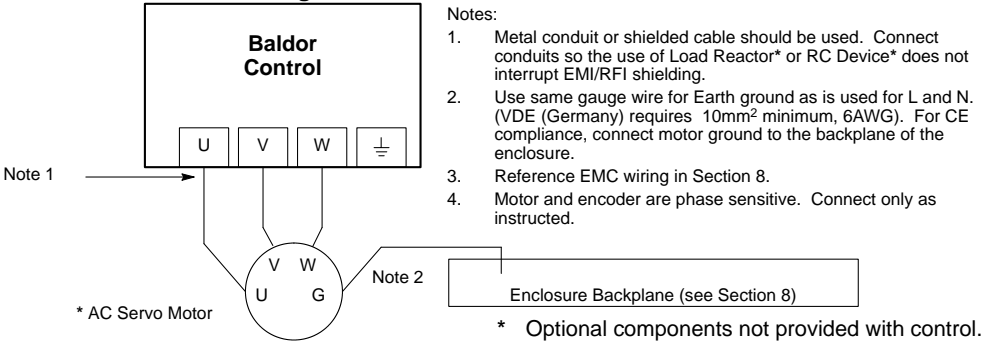 Baldor
Control
U V W
Note 1
V W
U G
Note 2
* AC Servo Motor
Notes:
1. Metal conduit or shielded cable should be used. Connect
conduits so the use of Load Reactor* or RC Device* does not
interrupt EMI/RFI shielding.
2. Use same gauge wire for Earth ground as is used for L and N.
(VDE (Germany) requires 10mm² minimum, 6AWG). For CE
compliance, connect motor ground to the backplane of the
enclosure.
3. Reference EMC wiring in Section 8.
4. Motor and encoder are phase sensitive. Connect only as
instructed.
Enclosure Backplane (see Section 8)
* Optional components not provided with control.